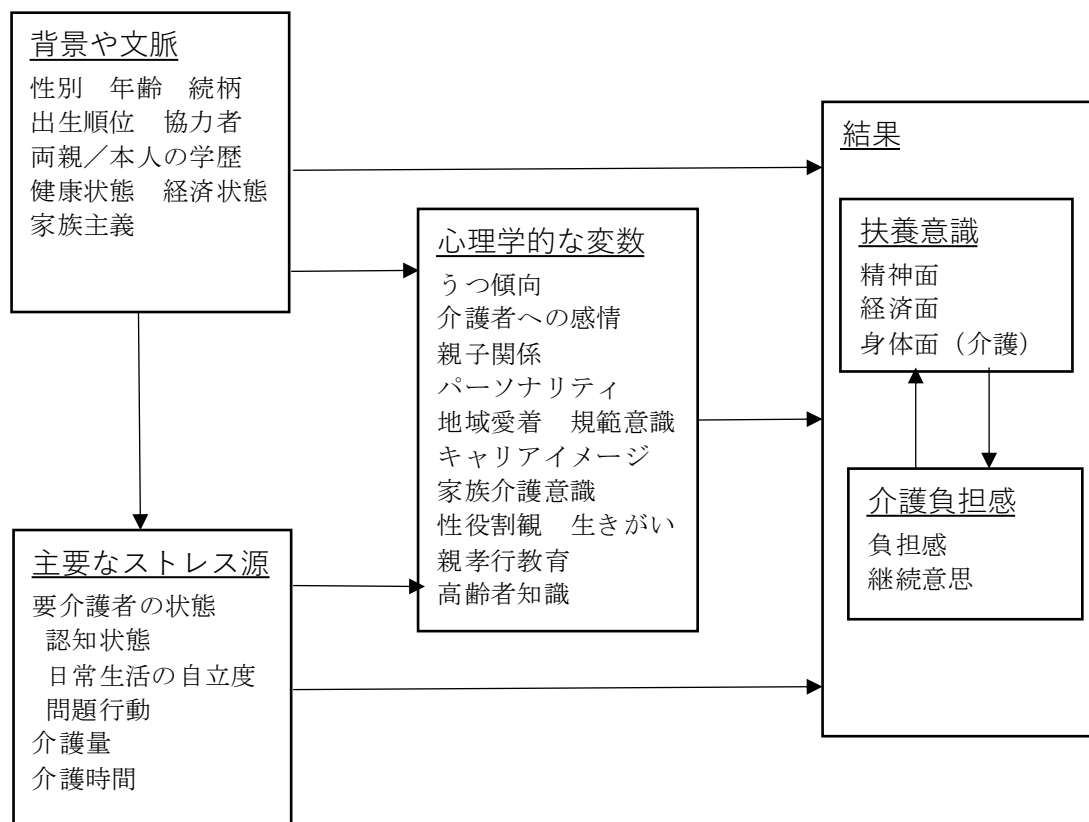 背景や文脈
性別　年齢　続柄
出生順位　協力者
両親／本人の学歴
健康状態　経済状態
家族主義
主要なストレス源
要介護者の状態
認知状態
日常生活の自立度
問題行動
介護量
介護時間
心理学的な変数
うつ傾向
介護者への感情
親子関係
パーソナリティ
地域愛着　規範意識
キャリアイメージ
家族介護意識
性役割観　生きがい
親孝行教育
高齢者知識
結果
扶養意識
精神面
経済面
身体面（介護）
介護負担感
負担感
継続意思